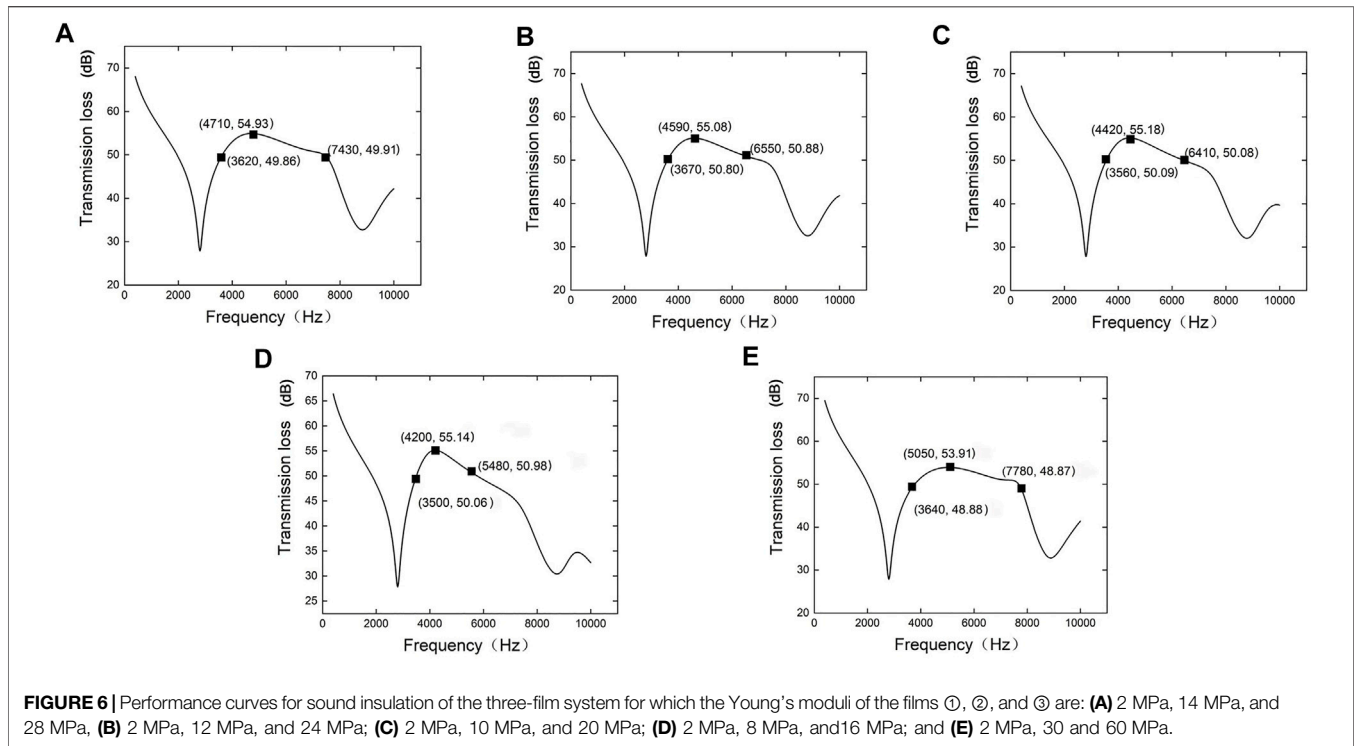 A
Transmission loss (dB)
70
60
50
40
30
20
(4710, 54.93)
(3620, 49.86)
(7430, 49.91)
0 2000 4000 6000 8000 10000
Frequency (Hz)
B
Transmission loss (dB)
70
60
50
40
30
20
(4590, 55.08)
(6550, 50.88)
(3670, 50.80)
0 2000 4000 6000 8000 10000
Frequency (Hz)
C
Transmission loss (dB)
70
60
50
40
30
20
(4420, 55.18)
(6410, 50.08)
(3560, 50.09)
0 2000 4000 6000 8000 10000
Frequency (Hz)
D
Transmission loss (dB)
70
65
60
55
50
45
40
35
30
25
(4200, 55.14)
(5480, 50.98)
(3500, 50.06)
0 2000 4000 6000 8000 10000
Frequency (Hz)
E
Transmission loss (dB)
70
60
50
40
30
20
(5050, 53.91)
(7780, 48.87)
(3640, 48.88)
0 2000 4000 6000 8000 10000
Frequency (Hz)
FIGURE 6 | Performance curves for sound insulation of the three-film system for which the Young's moduli of the films ①, ②, and ③ are: (A) 2 MPa, 14 MPa, and
28 MPa, (B) 2 MPa, 12 MPa, and 24 MPa; (C) 2 MPa, 10 MPa, and 20 MPa; (D) 2 MPa, 8 MPa, and16 MPa; and (E) 2 MPa, 30 and 60 MPa.